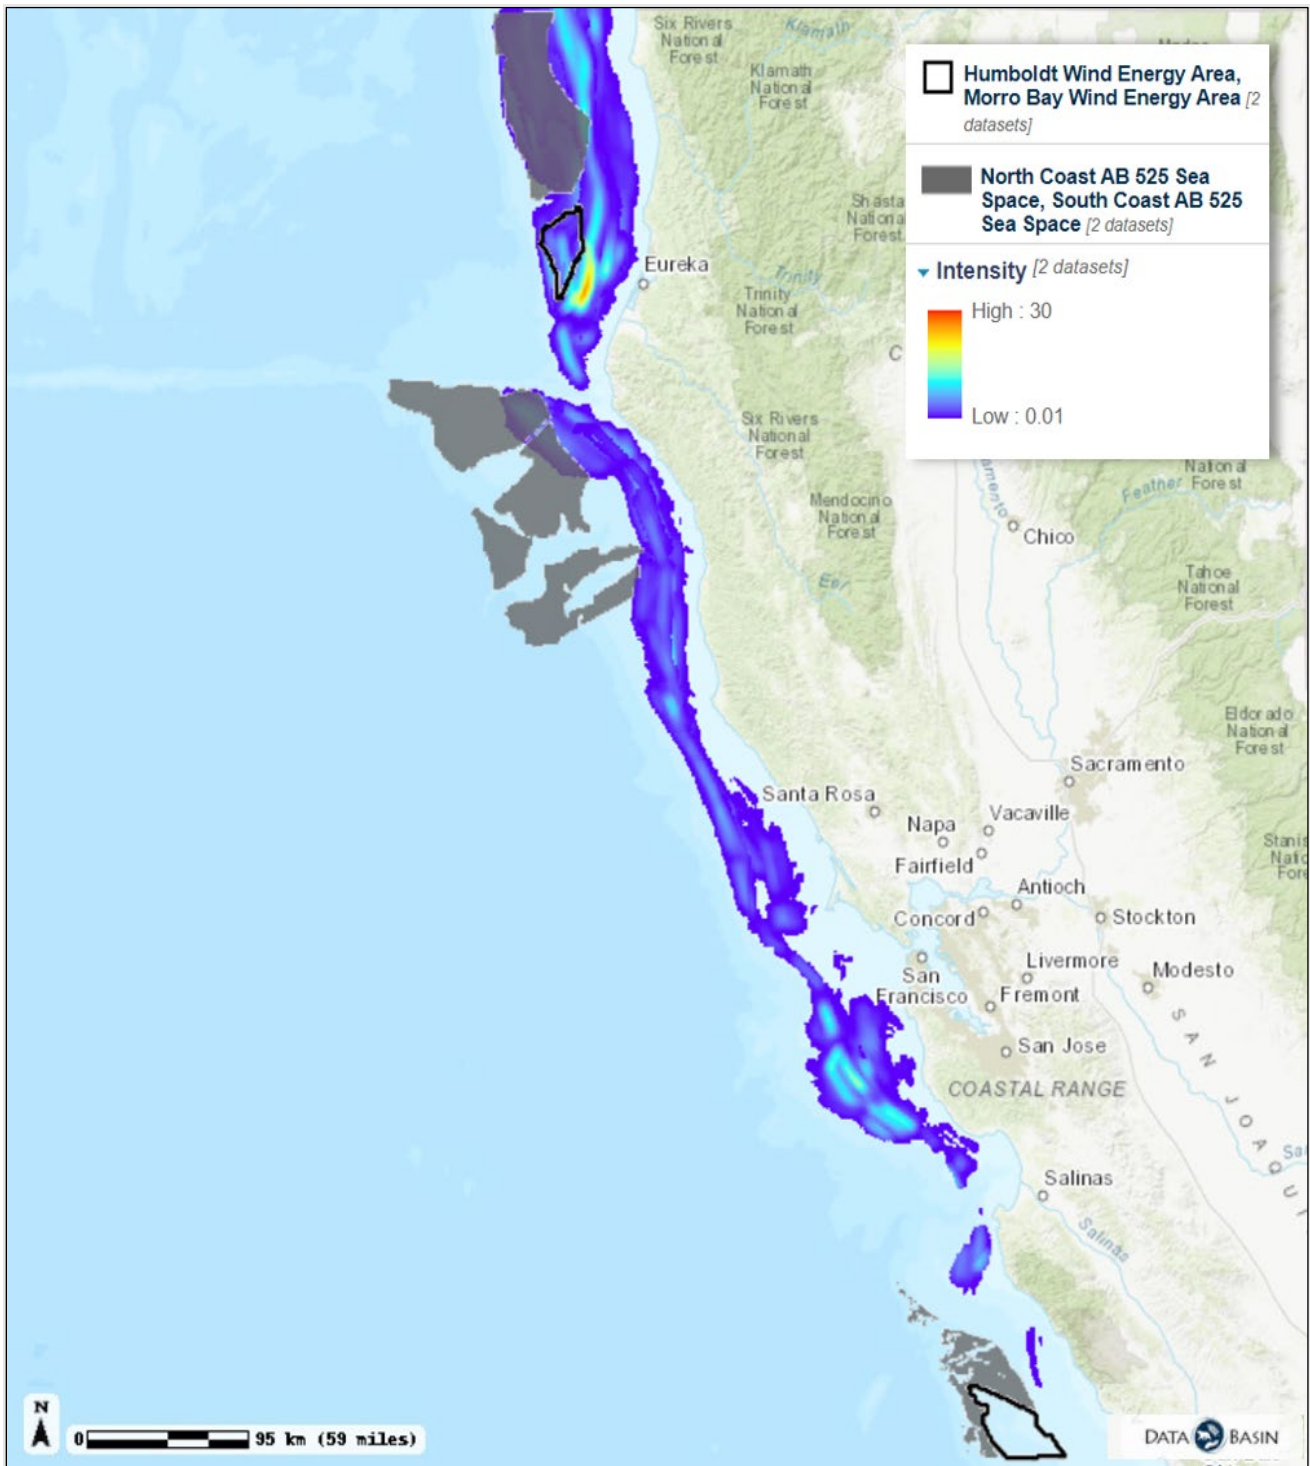 Six Rivers
National
Forest
Klamath
Klamath
National
Forest
Humboldt Wind Energy Area,
Morro Bay Wind Energy Area [2
datasets]
North Coast AB 525 Sea
Space, South Coast AB 525
Sea Space [2 datasets]
Intensity [2 datasets]
High : 30
Low : 0.01
Shasta
National
Forest
Eureka
Trinity
Trinity
National
Forest
C
Six Rivers
National
Forest
National
Forest
Feather
Mendocino
National
Forest
Chico
Eel
Tahoe
National
Forest
Eldorado
National
Forest
Sacramento
Santa Rosa
Napa
Vacaville
Fairfield
Antioch
Concord
Stockton
Livermore
Modesto
San
Francisco
Fremont
San Jose
COASTAL RANGE
SAN JOAQUI
Salinas
Salinas
N
0 95 km (59 miles)
DATA BASIN